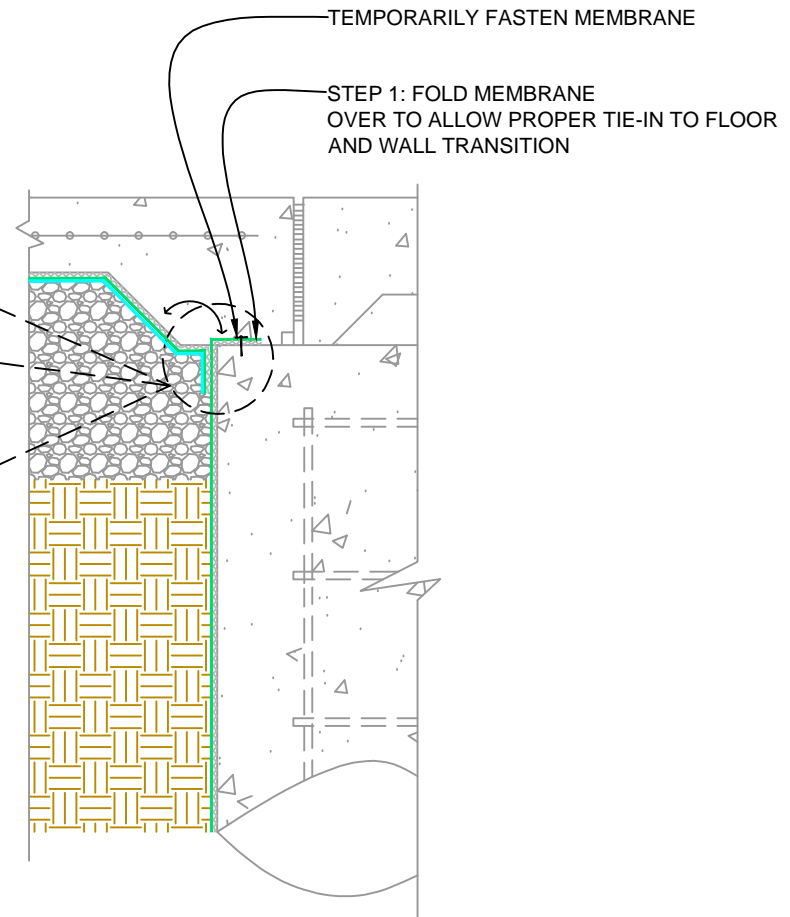 TEMPORARILY FASTEN MEMBRANE
STEP 1: FOLD MEMBRANE
OVER TO ALLOW PROPER TIE-IN TO FLOOR
AND WALL TRANSITION